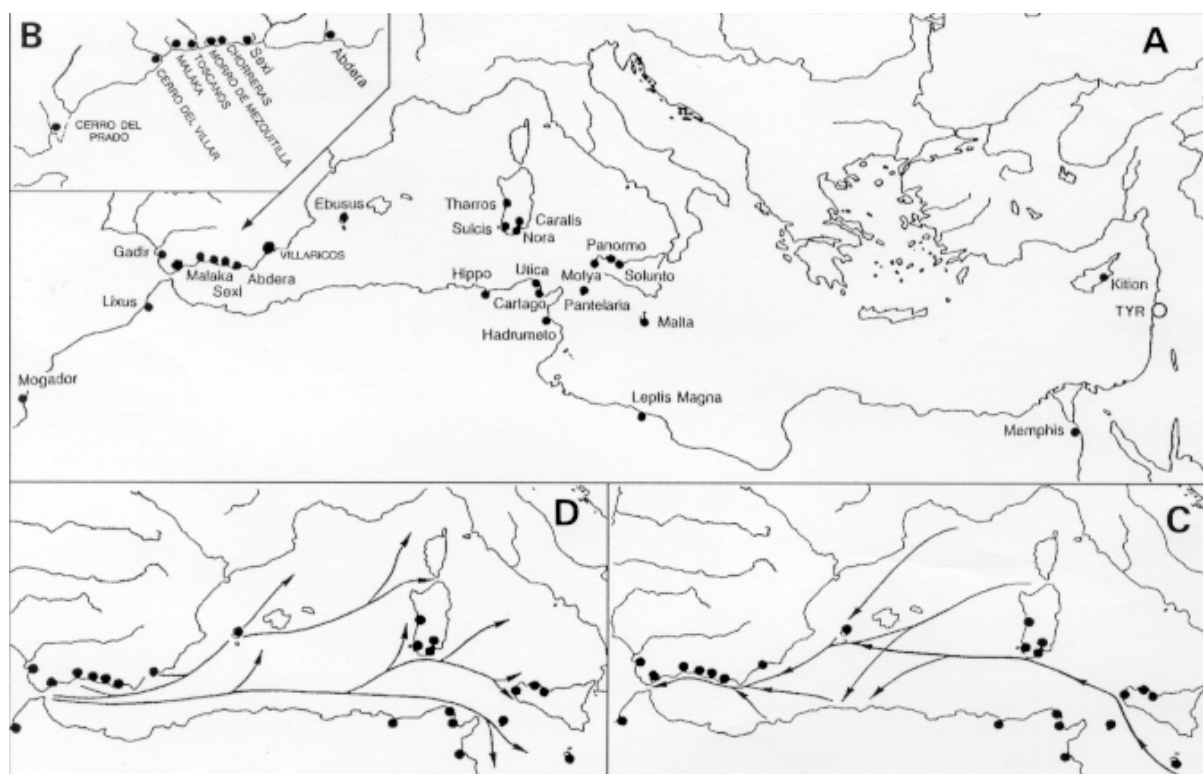 B
A
MALAKA
TOSCANOS
MORRO DE MEZOUITILLA
CHORRERAS
Sexi
Abdera
CERRO DEL VILLAR
CERRO DEL
PRADO
Ebusus
Tharros
Sulcis
Caralis
Nora
Gadir
VILLARICOS
Malaka
Sexi
Abdera
Lixus
Mogador
Hippo
Utica
Cartago
Hadrumeto
Motya
Panormo
Solunto
Pantelaria
Malta
Leplis Magna
Kition
TYR
Memphis
D
C